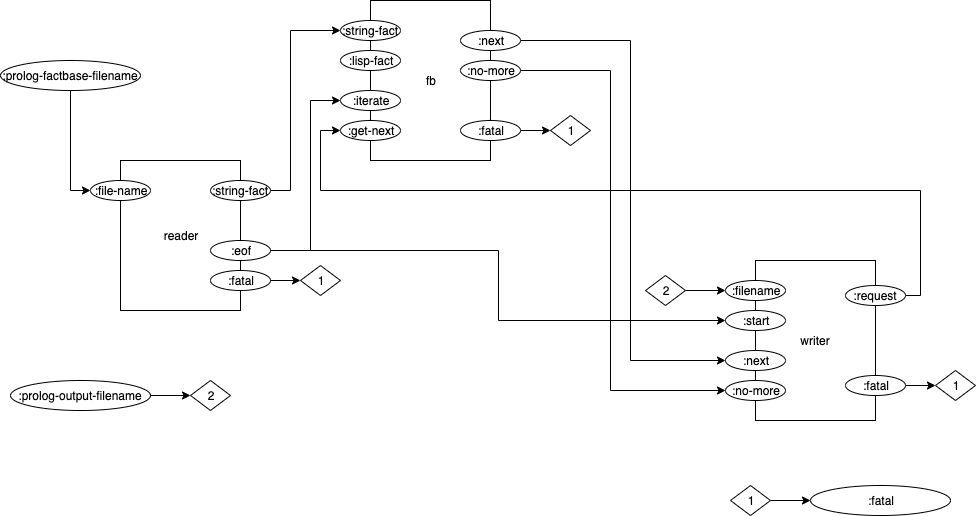 :string-fact
:next
:lisp-fact
:no-more
fb
:prolog-factbase-filename
:iterate
:get-next
:fatal
1
:file-name
:string-fact
reader
:eof
:fatal
1
2
:filename
:request
:start
writer
:next
:no-more
:fatal
1
:prolog-output-filename
2
1
:fatal